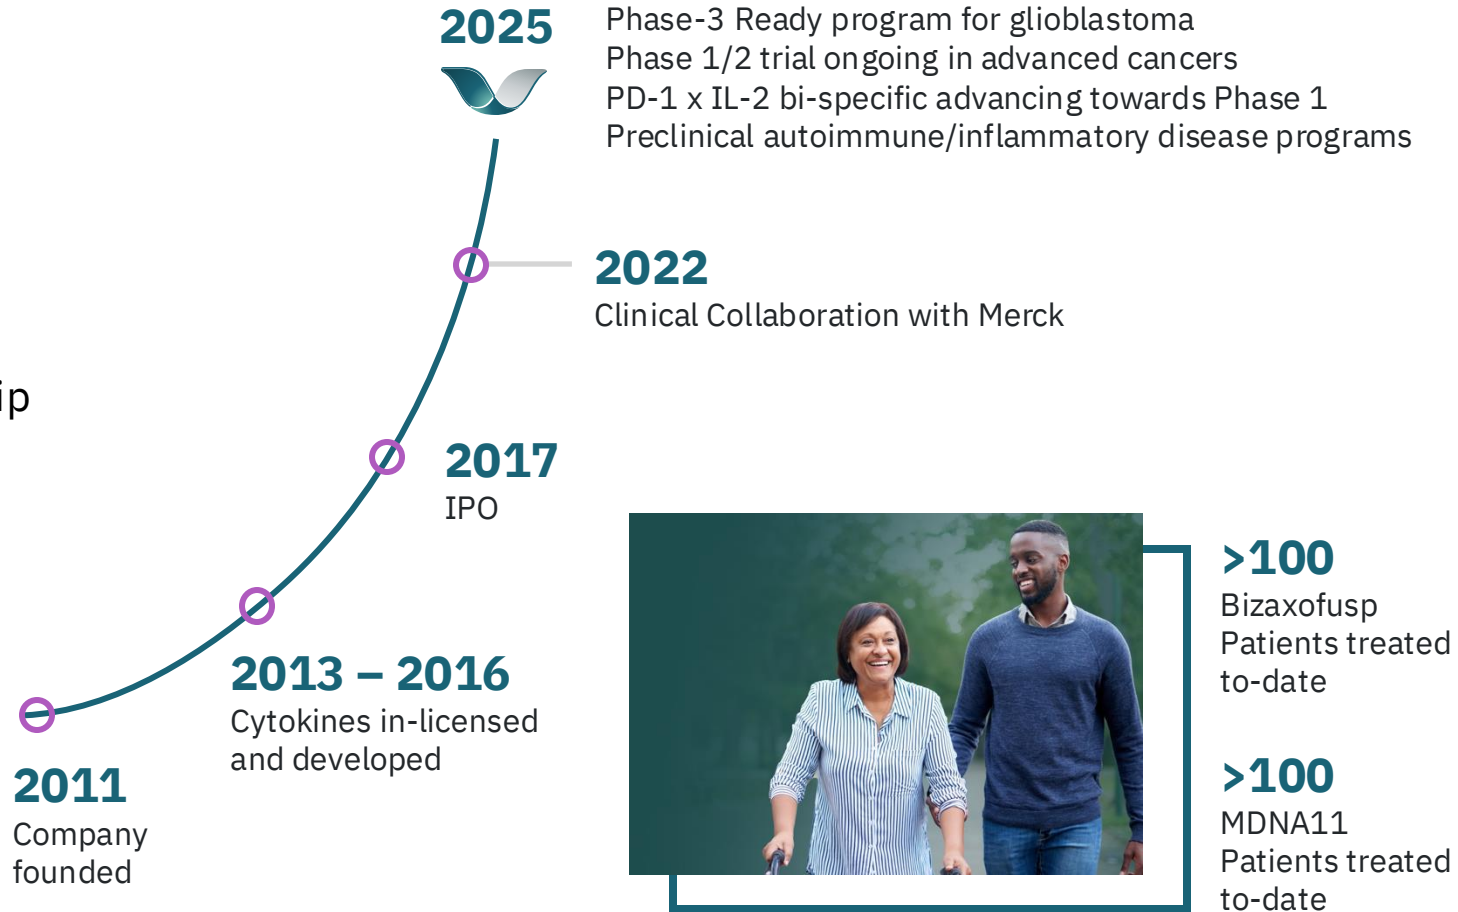 2025
Phase-3 Ready program for glioblastoma
Phase 1/2 trial ongoing in advanced cancers
PD-1 x IL-2 bi-specific advancing towards Phase 1
Preclinical autoimmune/inflammatory disease programs
2022
Clinical Collaboration with Merck
ip
2017
IPO
2013 – 2016
Cytokines in-licensed
and developed
2011
Company
founded
>100
Bizaxofusp
Patients treated
to-date
>100
MDNA11
Patients treated
to-date